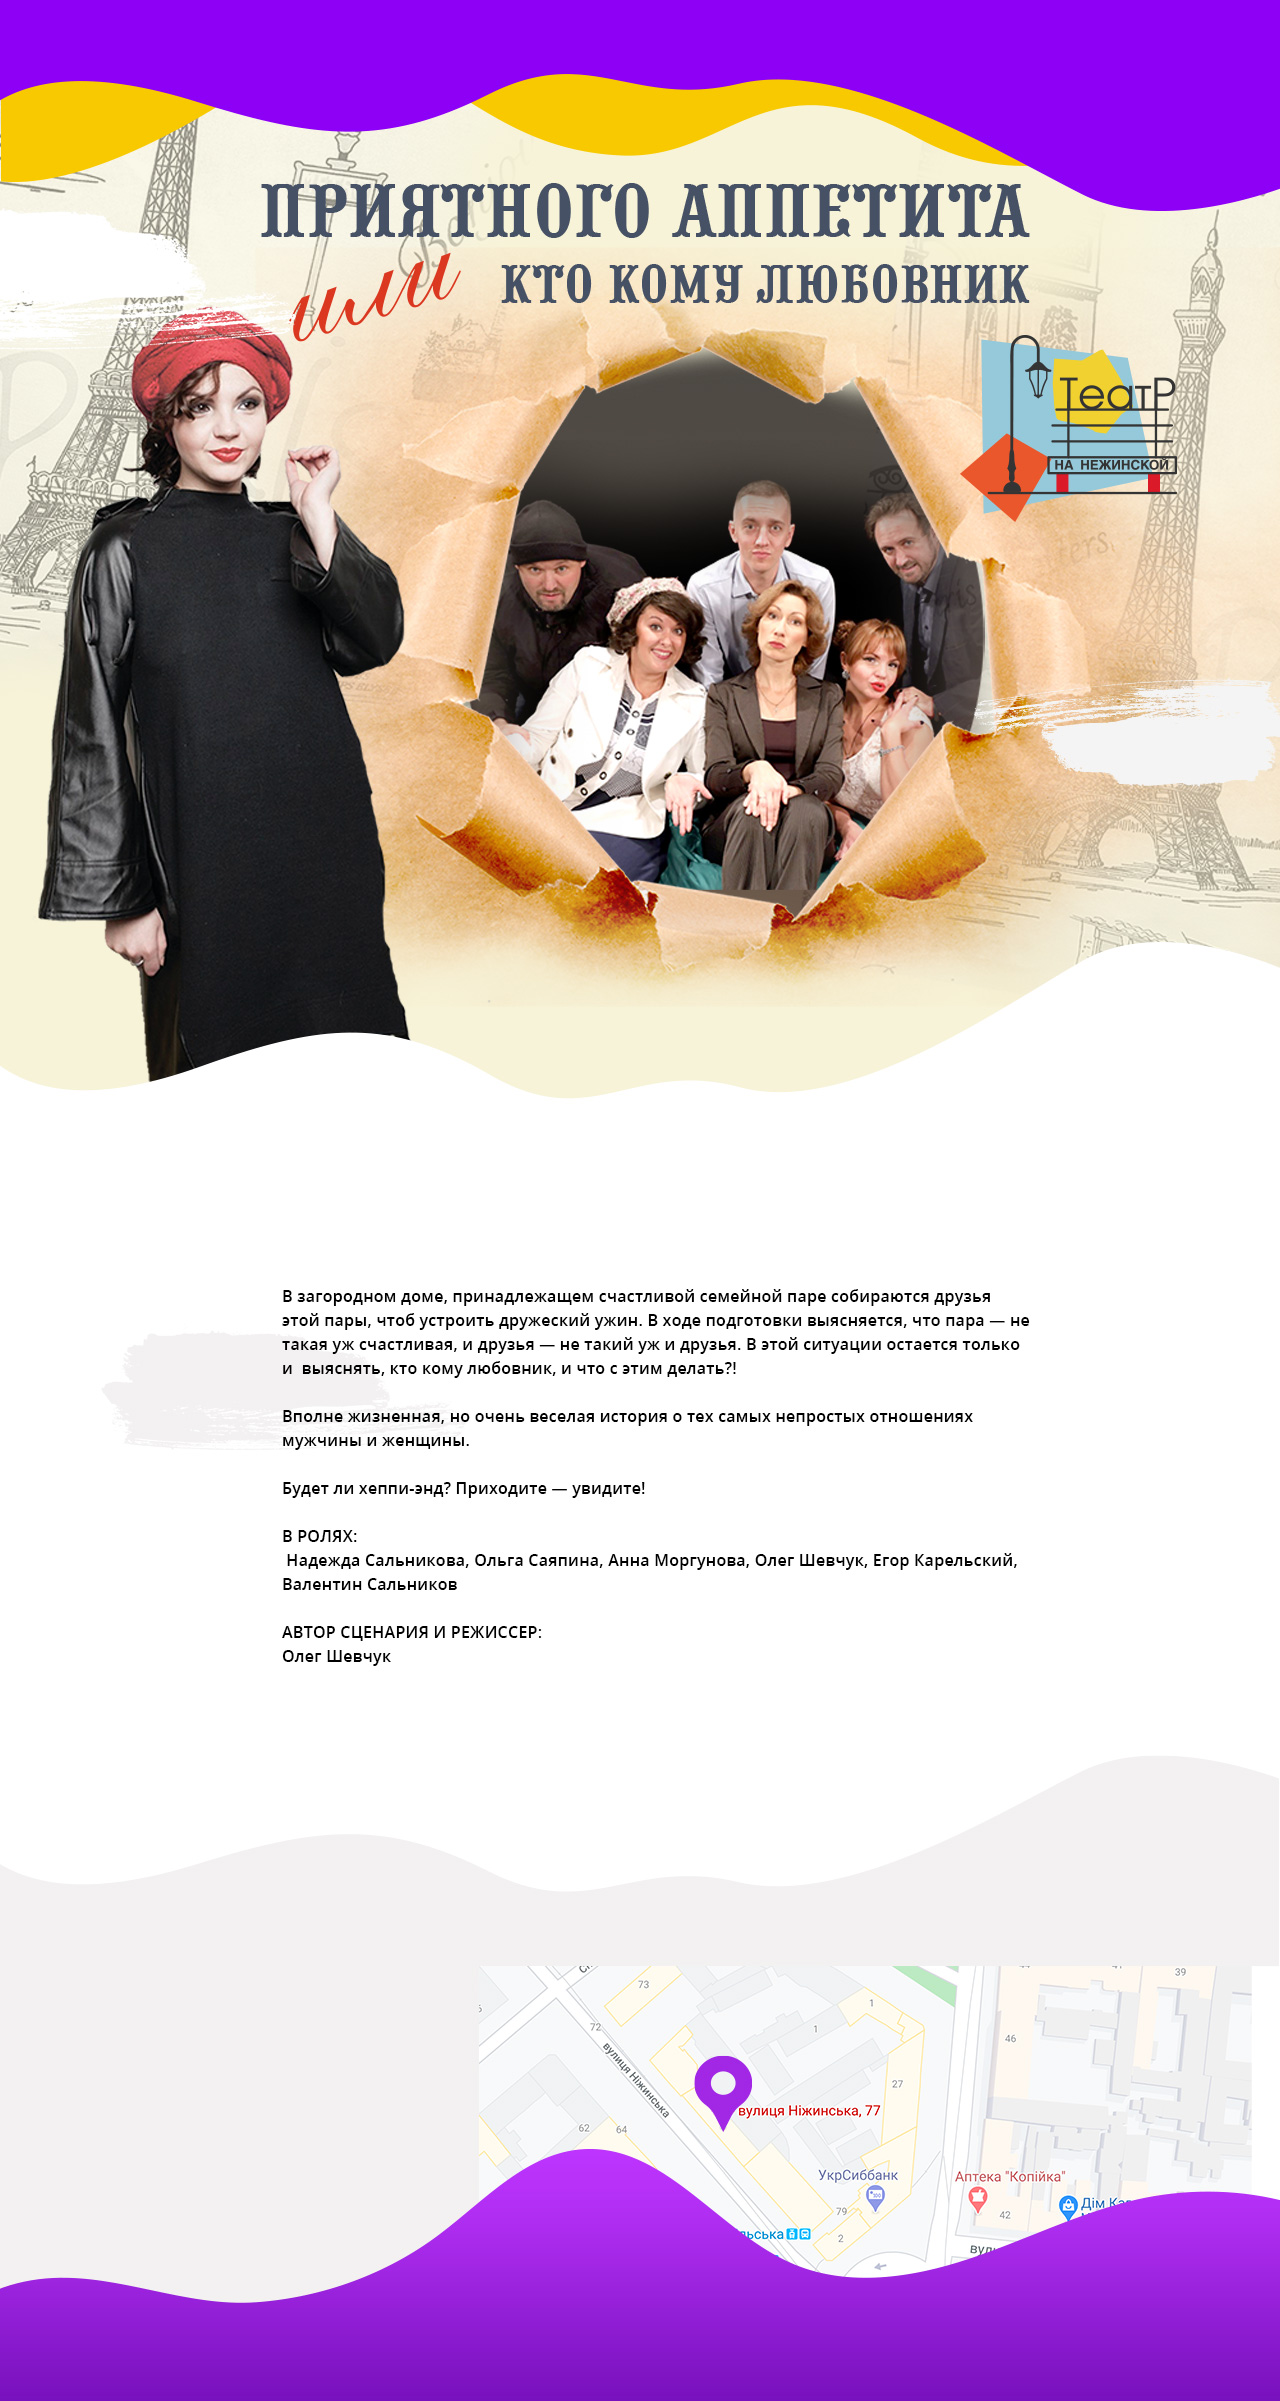 ПРИЯТНОГО АППЕТИТА
или КТО КОМУ ЛЮБОВНИК
ТеатР
НА НЕЖИНСКОЙ
В загородном доме, принадлежащем счастливой семейной паре собираются друзья
этой пары, чтоб устроить дружеский ужин. В ходе подготовки выясняется, что пара — не
такая уж счастливая, и друзья — не такий уж и друзья. В этой ситуации остается только
и выяснять, кто кому любовник, и что с этим делать?!
Вполне жизненная, но очень веселая история о тех самых непростых отношениях
мужчины и женщины.
Будет ли хеппи-энд? Приходите — увидите!
В РОЛЯХ:
Надежда Сальникова, Ольга Саяпина, Анна Моргунова, Олег Шевчук, Егор Карельский,
Валентин Сальников
АВТОР СЦЕНАРИЯ И РЕЖИССЕР:
Олег Шевчук
39
73
1
72
1
46
вулиця Ніжинська
27
вулиця Ніжинська, 77
62
64
УкрСиббанк
Аптека "Копійка"
Дім
79
42
2